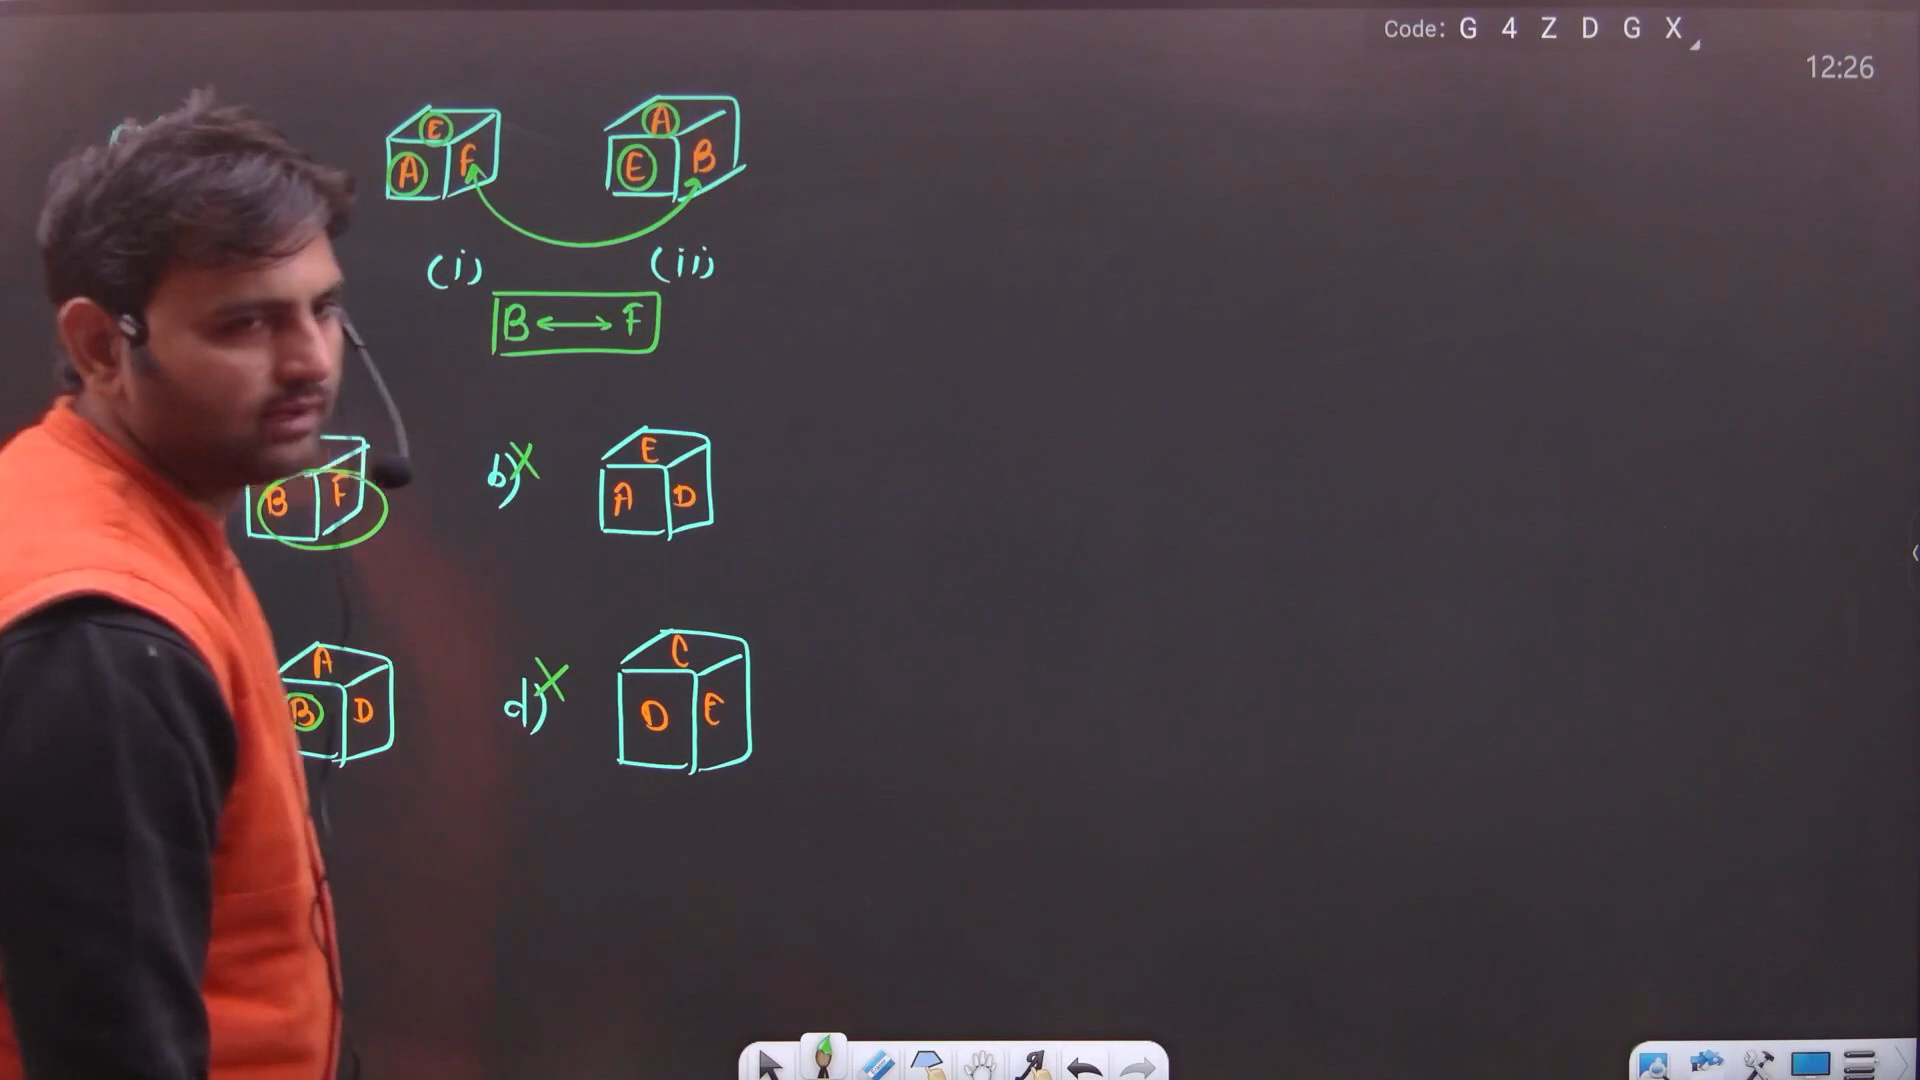 Code: G 4 Z D G X
12:26
E A
A F E B
(i) (ii)
B ⟷ F
E
B F b) X A D
A C
B D d) X D E